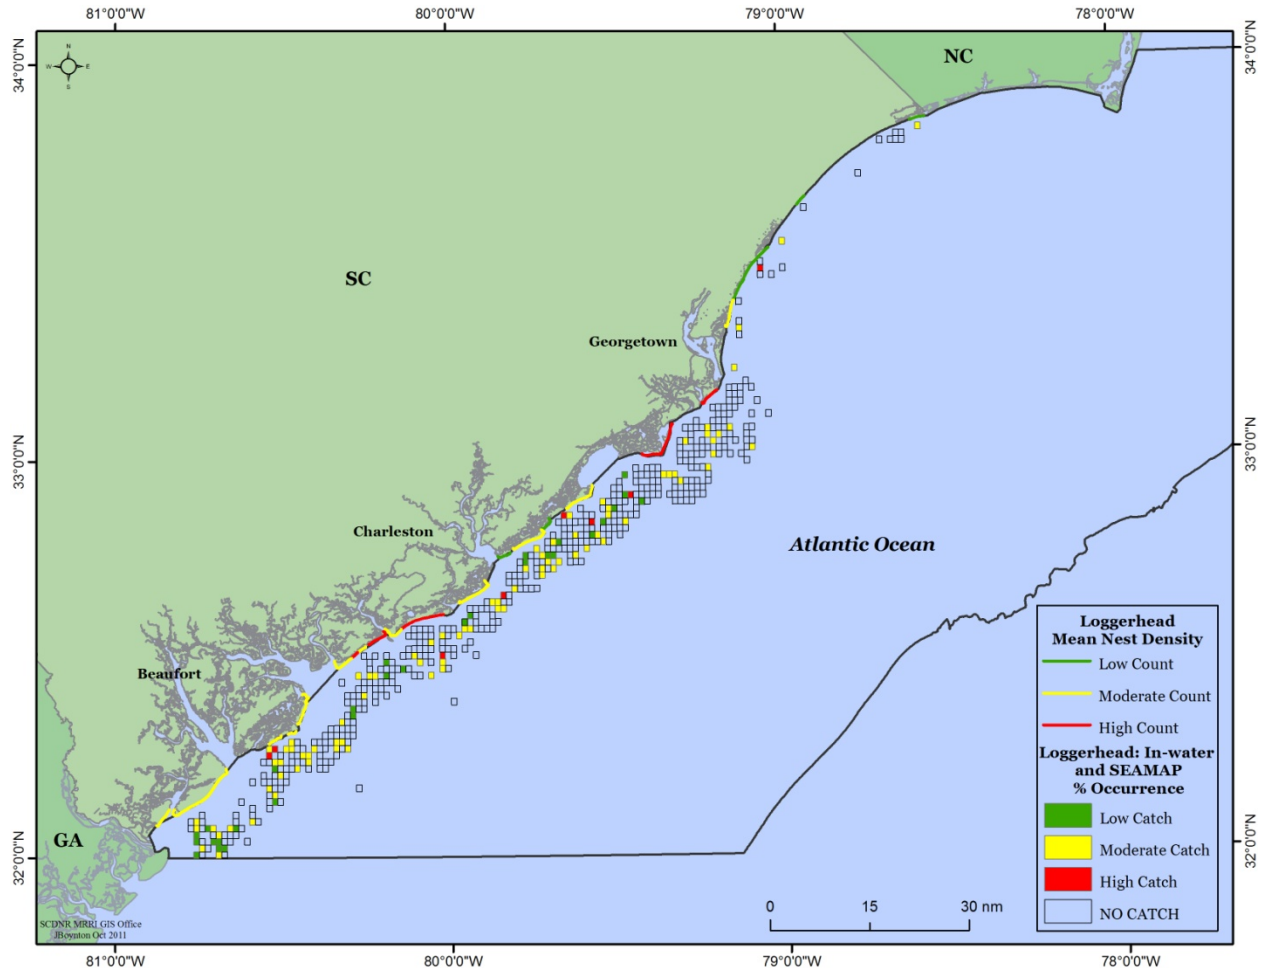 81°0'0"W 80°0'0"W 79°0'0"W 78°0'0"W
34°0'0"N
34°0'0"N
N
W E
S
NC
SC
Georgetown
33°0'0"N
33°0'0"N
Charleston
Atlantic Ocean
Beaufort
GA
32°0'0"N
32°0'0"N
Loggerhead
Mean Nest Density
Low Count
Moderate Count
High Count
Loggerhead: In-water
and SEAMAP
% Occurrence
Low Catch
Moderate Catch
High Catch
NO CATCH
0 15 30 nm
SCDNR MRRI GIS Office
JBoynton Oct 2011
81°0'0"W 80°0'0"W 79°0'0"W 78°0'0"W